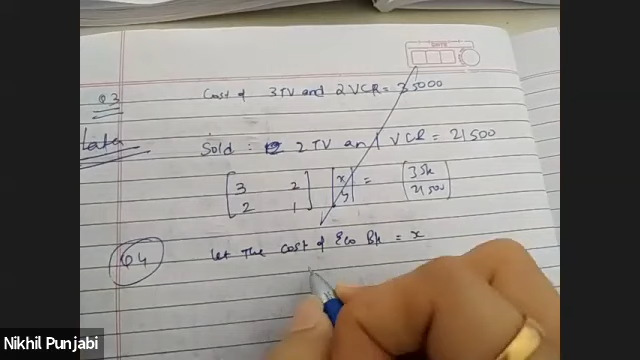 DATE
Q3
Cost of 3 TV and 2 VCR = 35000
Data
Sold : 2 TV and 1 VCR = 21500
3 2 x = 35k
2 1 y 21500
Q4
Let The Cost of Eco Bk = x
Nikhil Punjabi